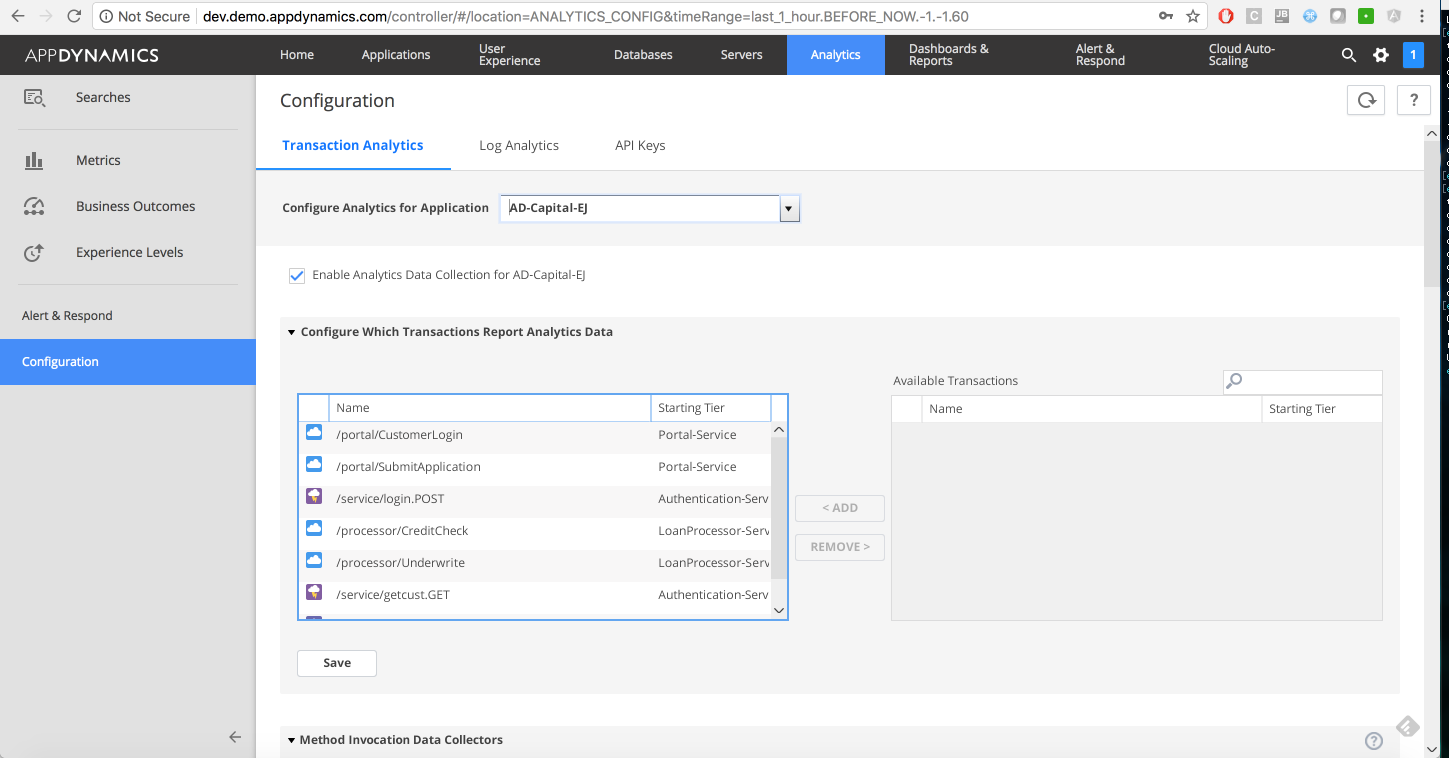 Not Secure dev.demo.appdynamics.com/controller/#/location=ANALYTICS_CONFIG&timeRange=last_1_hour.BEFORE_NOW.-1.-1.60
APPDYNAMICS
Home
Applications
User
Experience
Databases
Servers
Analytics
Dashboards &
Reports
Alert &
Respond
Cloud Auto-
Scaling
1
Searches
Metrics
Business Outcomes
Experience Levels
Alert & Respond
Configuration
Configuration
?
Transaction Analytics
Log Analytics
API Keys
Configure Analytics for Application AD-Capital-EJ
Enable Analytics Data Collection for AD-Capital-EJ
Configure Which Transactions Report Analytics Data
Name Starting Tier
/portal/CustomerLogin Portal-Service
/portal/SubmitApplication Portal-Service
/service/login.POST Authentication-Serv
/processor/CreditCheck LoanProcessor-Serv
/processor/Underwrite LoanProcessor-Serv
/service/getcust.GET Authentication-Serv
< ADD
REMOVE >
Available Transactions
Name Starting Tier
Save
Method Invocation Data Collectors
?